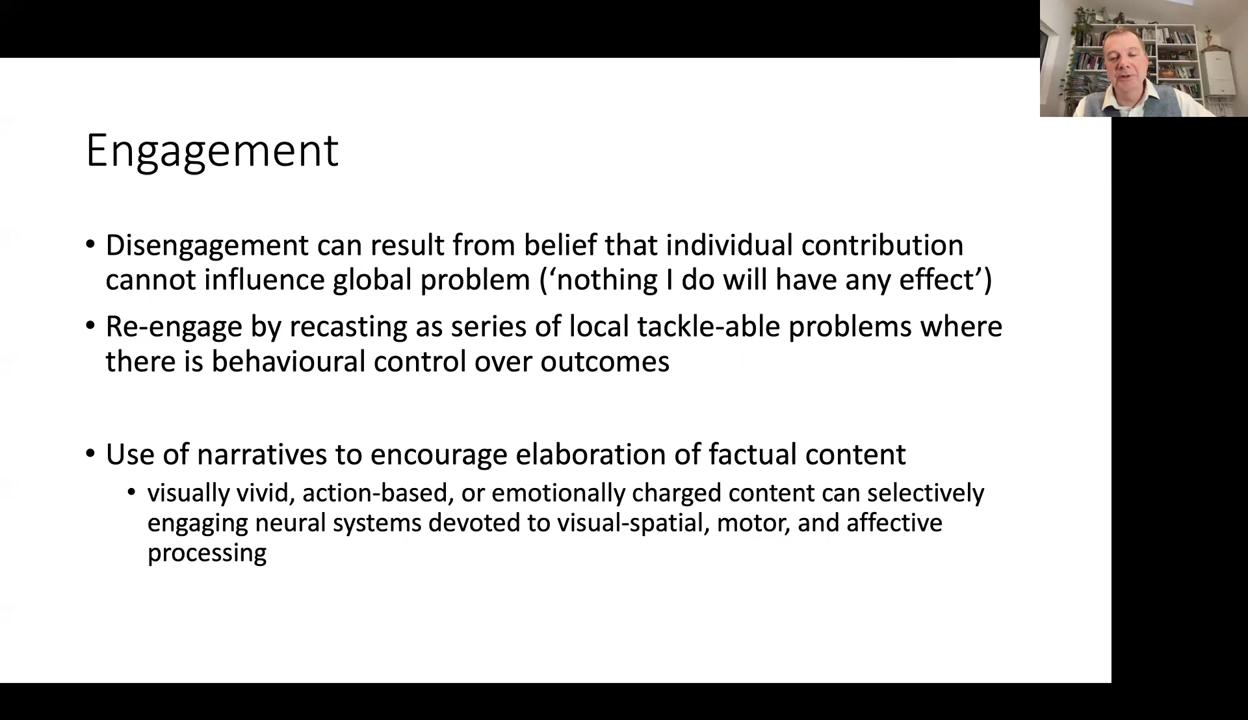 Engagement
• Disengagement can result from belief that individual contribution
cannot influence global problem (‘nothing I do will have any effect’)
• Re-engage by recasting as series of local tackle-able problems where
there is behavioural control over outcomes
• Use of narratives to encourage elaboration of factual content
• visually vivid, action-based, or emotionally charged content can selectively
engaging neural systems devoted to visual-spatial, motor, and affective
processing